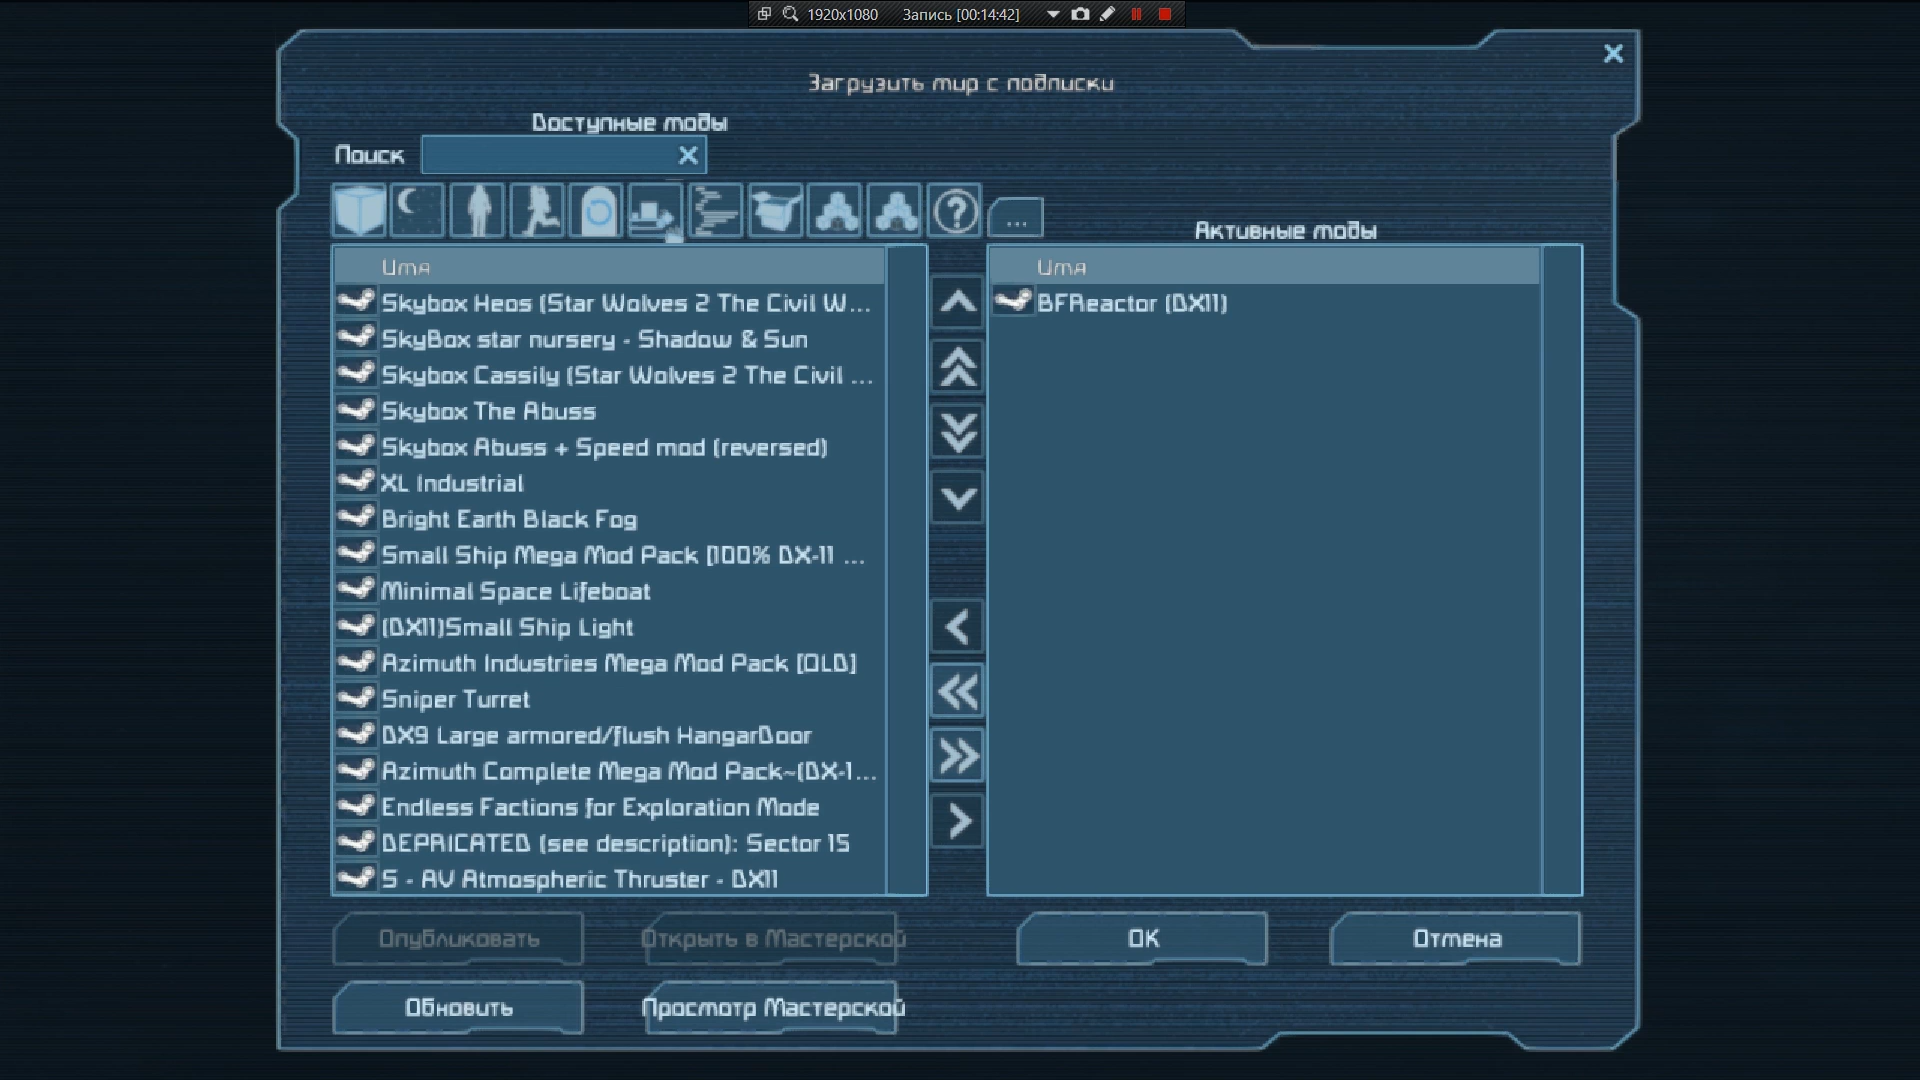 1920x1080 Запись [00:14:42]
Загрузить мир с подписки
Доступные моды
Поиск
...
Активные моды
Имя
Skybox Heos (Star Wolves 2 The Civil W...
SkyBox star nursery - Shadow & Sun
Skybox Cassily (Star Wolves 2 The Civil ...
Skybox The Abuss
Skybox Abuss + Speed mod (reversed)
XL Industrial
Bright Earth Black Fog
Small Ship Mega Mod Pack [100% DX-11 ...
Minimal Space Lifeboat
(DX11)Small Ship Light
Azimuth Industries Mega Mod Pack [OLD]
Sniper Turret
DX9 Large armored/flush HangarDoor
Azimuth Complete Mega Mod Pack~(DX-1...
Endless Factions for Exploration Mode
DEPRICATED (see description): Sector 15
S - AV Atmospheric Thruster - DX11
Имя
BFReactor (DX11)
Опубликовать
Открыть в Мастерской
OK
Отмена
Обновить
Просмотр Мастерской